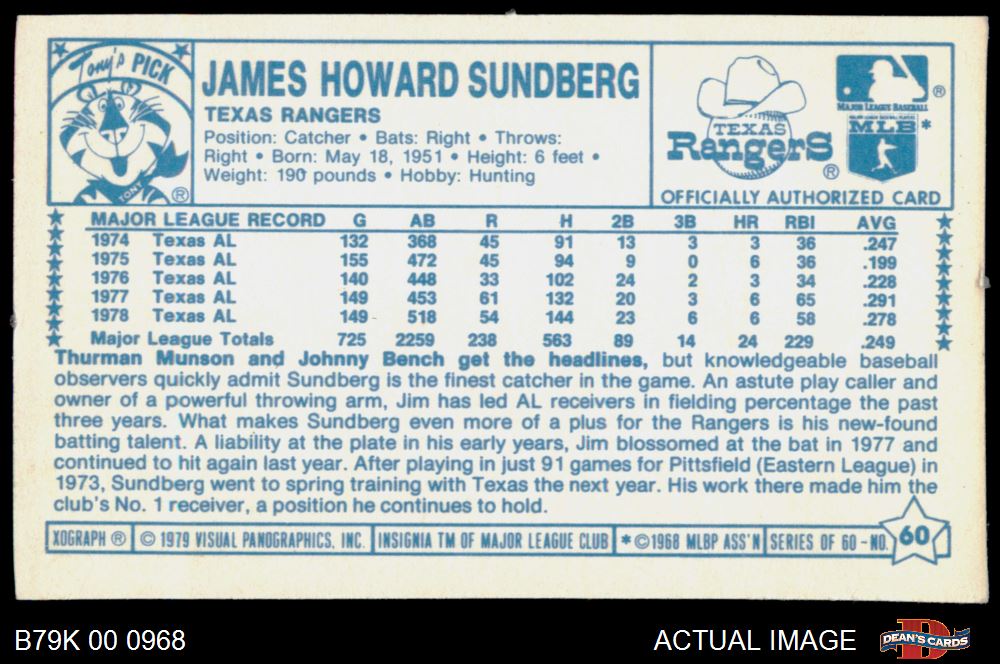 Tony's PICK
TONY ®
JAMES HOWARD SUNDBERG
TEXAS RANGERS
Position: Catcher • Bats: Right • Throws:
Right • Born: May 18, 1951 • Height: 6 feet •
Weight: 190 pounds • Hobby: Hunting
TEXAS
RangerS ®
®
MAJOR LEAGUE BASEBALL
MAJOR LEAGUE BASEBALL PLAYERS
MLB *
OFFICIALLY AUTHORIZED CARD
MAJOR LEAGUE RECORD G AB R H 2B 3B HR RBI AVG
1974 Texas AL 132 368 45 91 13 3 3 36 .247
1975 Texas AL 155 472 45 94 9 0 6 36 .199
1976 Texas AL 140 448 33 102 24 2 3 34 .228
1977 Texas AL 149 453 61 132 20 3 6 65 .291
1978 Texas AL 149 518 54 144 23 6 6 58 .278
Major League Totals 725 2259 238 563 89 14 24 229 .249
Thurman Munson and Johnny Bench get the headlines, but knowledgeable baseball
observers quickly admit Sundberg is the finest catcher in the game. An astute play caller and
owner of a powerful throwing arm, Jim has led AL receivers in fielding percentage the past
three years. What makes Sundberg even more of a plus for the Rangers is his new-found
batting talent. A liability at the plate in his early years, Jim blossomed at the bat in 1977 and
continued to hit again last year. After playing in just 91 games for Pittsfield (Eastern League) in
1973, Sundberg went to spring training with Texas the next year. His work there made him the
club's No. 1 receiver, a position he continues to hold.
XOGRAPH ® © 1979 VISUAL PANOGRAPHICS, INC. INSIGNIA TM OF MAJOR LEAGUE CLUB * ©1968 MLBP ASS'N SERIES OF 60 - NO. 60
B79K 00 0968
ACTUAL IMAGE
D
DEAN'S CARDS